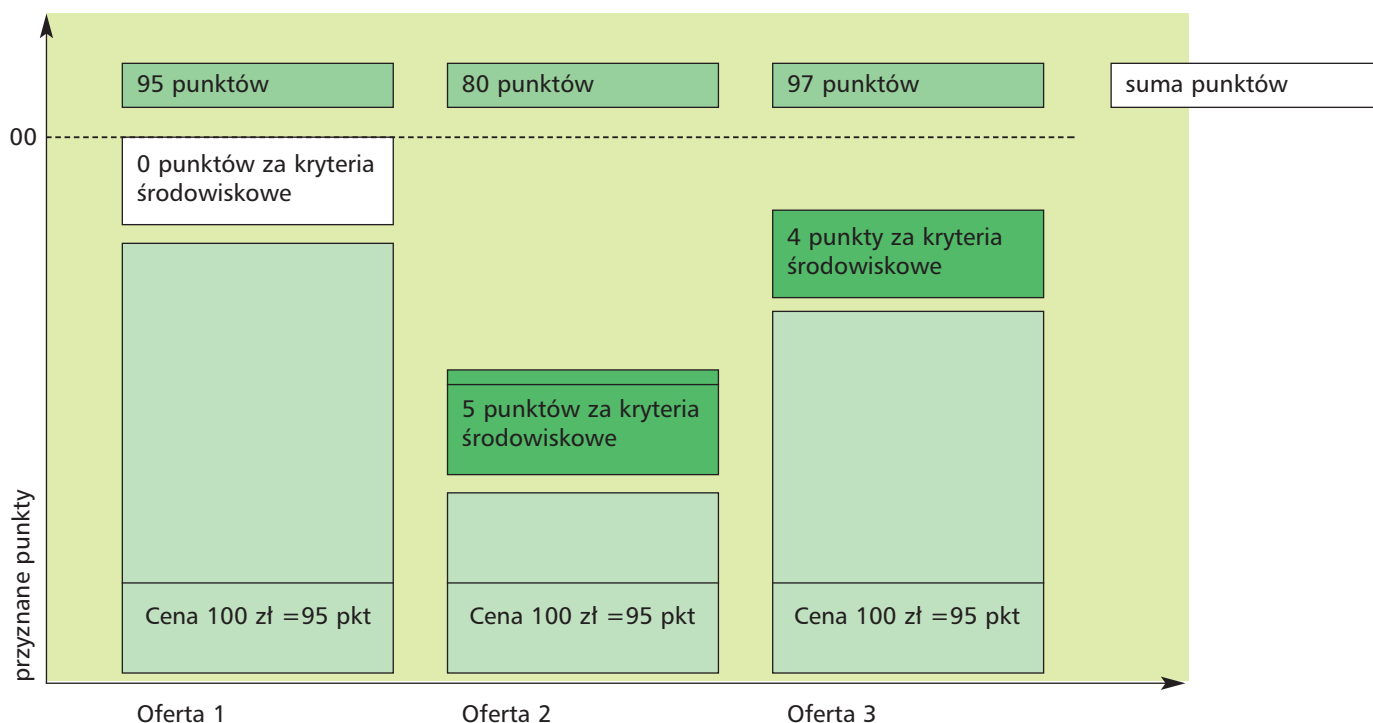 95 punktów
80 punktów
97 punktów
suma punktów
00
0 punktów za kryteria
środowiskowe
4 punkty za kryteria
środowiskowe
5 punktów za kryteria
środowiskowe
przyznane punkty
Cena 100 zł =95 pkt
Cena 100 zł =95 pkt
Cena 100 zł =95 pkt
Oferta 1
Oferta 2
Oferta 3